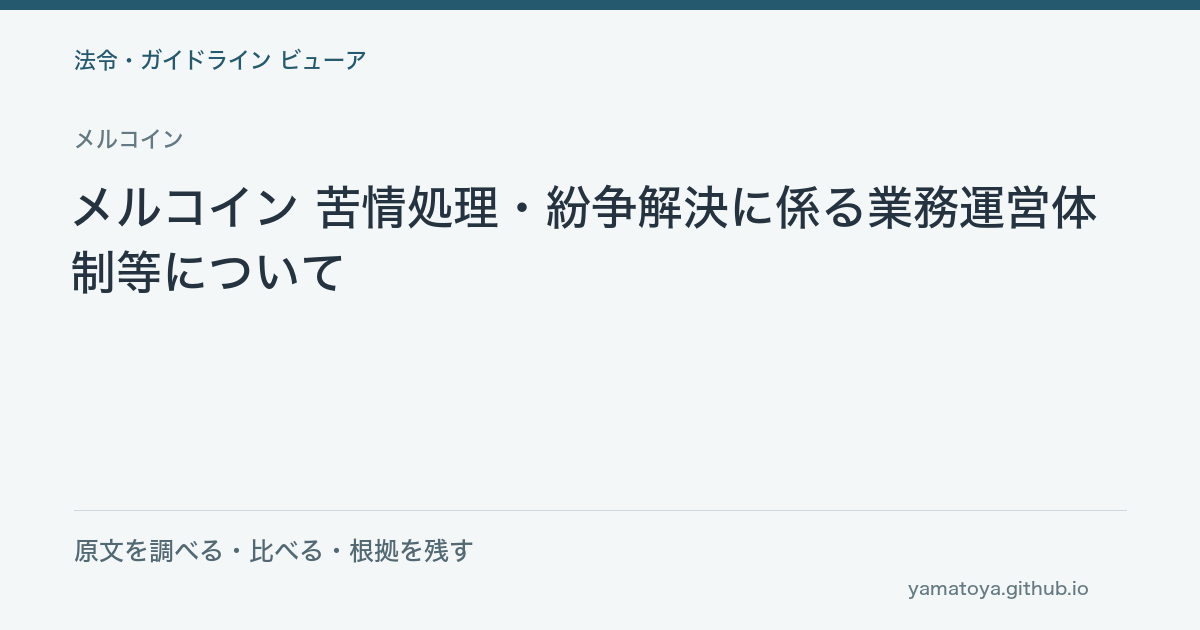 法令・ガイドライン ビューア
メルコイン
メルコイン 苦情処理・紛争解決に係る業務運営体
制等について
原文を調べる・比べる・根拠を残す
yamatoya.github.io